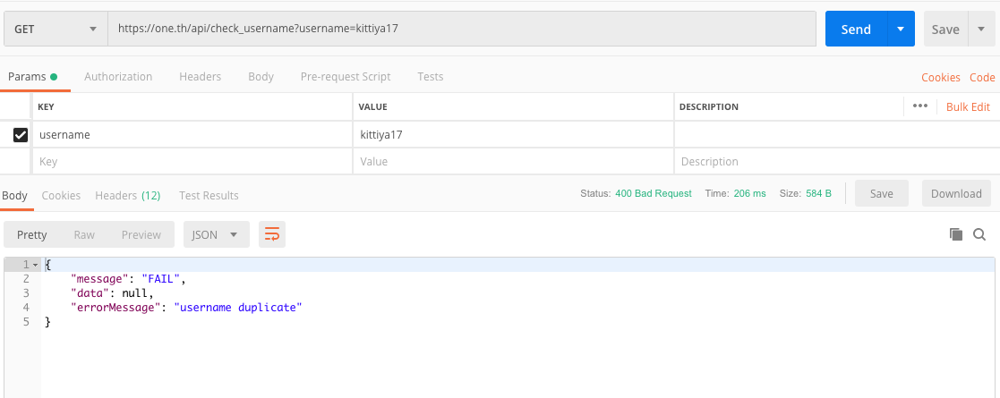 GET https://one.th/api/check_username?username=kittiya17 Send Save
Params Authorization Headers Body Pre-request Script Tests Cookies Code
KEY VALUE DESCRIPTION ••• Bulk Edit
username kittiya17
Key Value Description
Body Cookies Headers (12) Test Results Status: 400 Bad Request Time: 206 ms Size: 584 B Save Download
Pretty Raw Preview JSON
1 {
2 "message": "FAIL",
3 "data": null,
4 "errorMessage": "username duplicate"
5 }